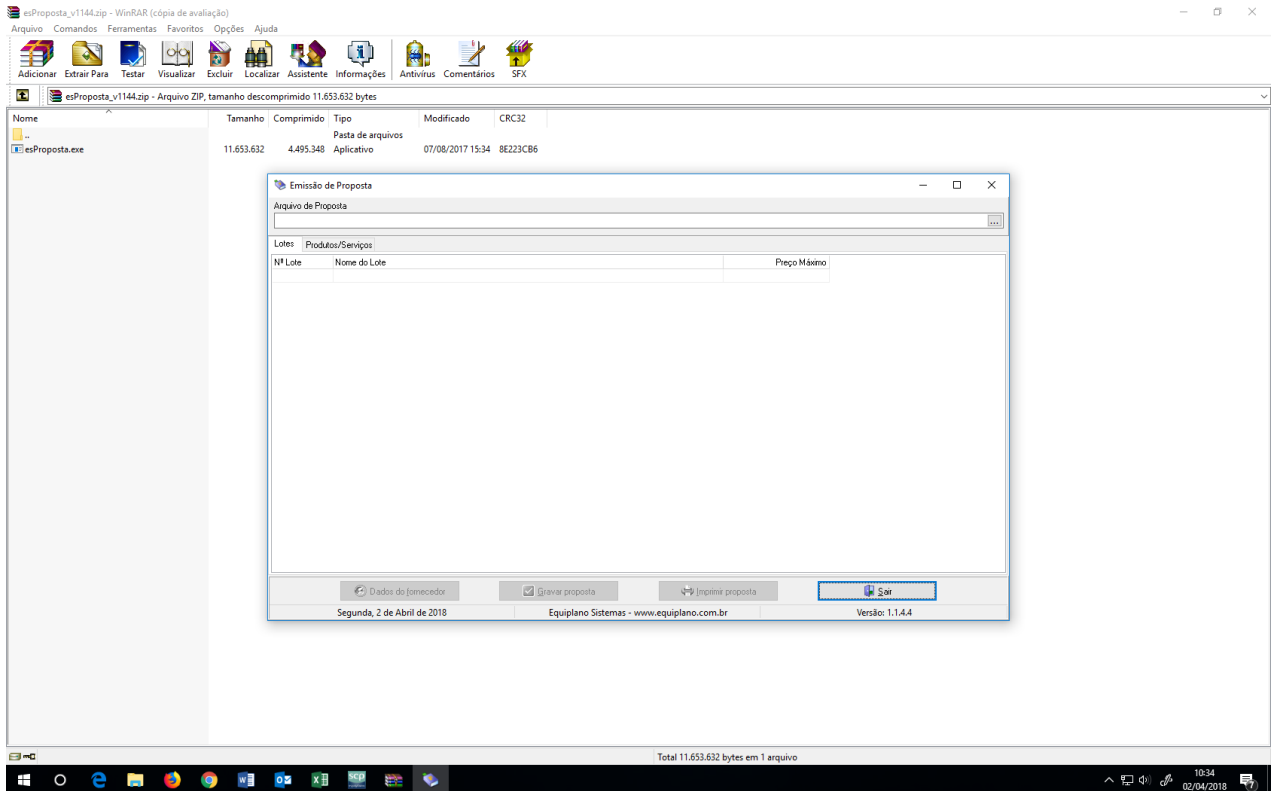 esProposta_v1144.zip - WinRAR (cópia de avaliação)
Arquivo Comandos Ferramentas Favoritos Opções Ajuda
Adicionar Extrair Para Testar Visualizar Excluir Localizar Assistente Informações Antivírus Comentários SFX
esProposta_v1144.zip - Arquivo ZIP, tamanho descomprimido 11.653.632 bytes
Nome Tamanho Comprimido Tipo Modificado CRC32
.. Pasta de arquivos
esProposta.exe 11.653.632 4.495.348 Aplicativo 07/08/2017 15:34 8E223CB6
Emissão de Proposta
Arquivo de Proposta
...
Lotes Produtos/Serviços
Nº Lote Nome do Lote Preço Máximo
Dados do fornecedor Gravar proposta Imprimir proposta Sair
Segunda, 2 de Abril de 2018 Equiplano Sistemas - www.equiplano.com.br Versão: 1.1.4.4
Total 11.653.632 bytes em 1 arquivo
SCP
10:34
02/04/2018
7